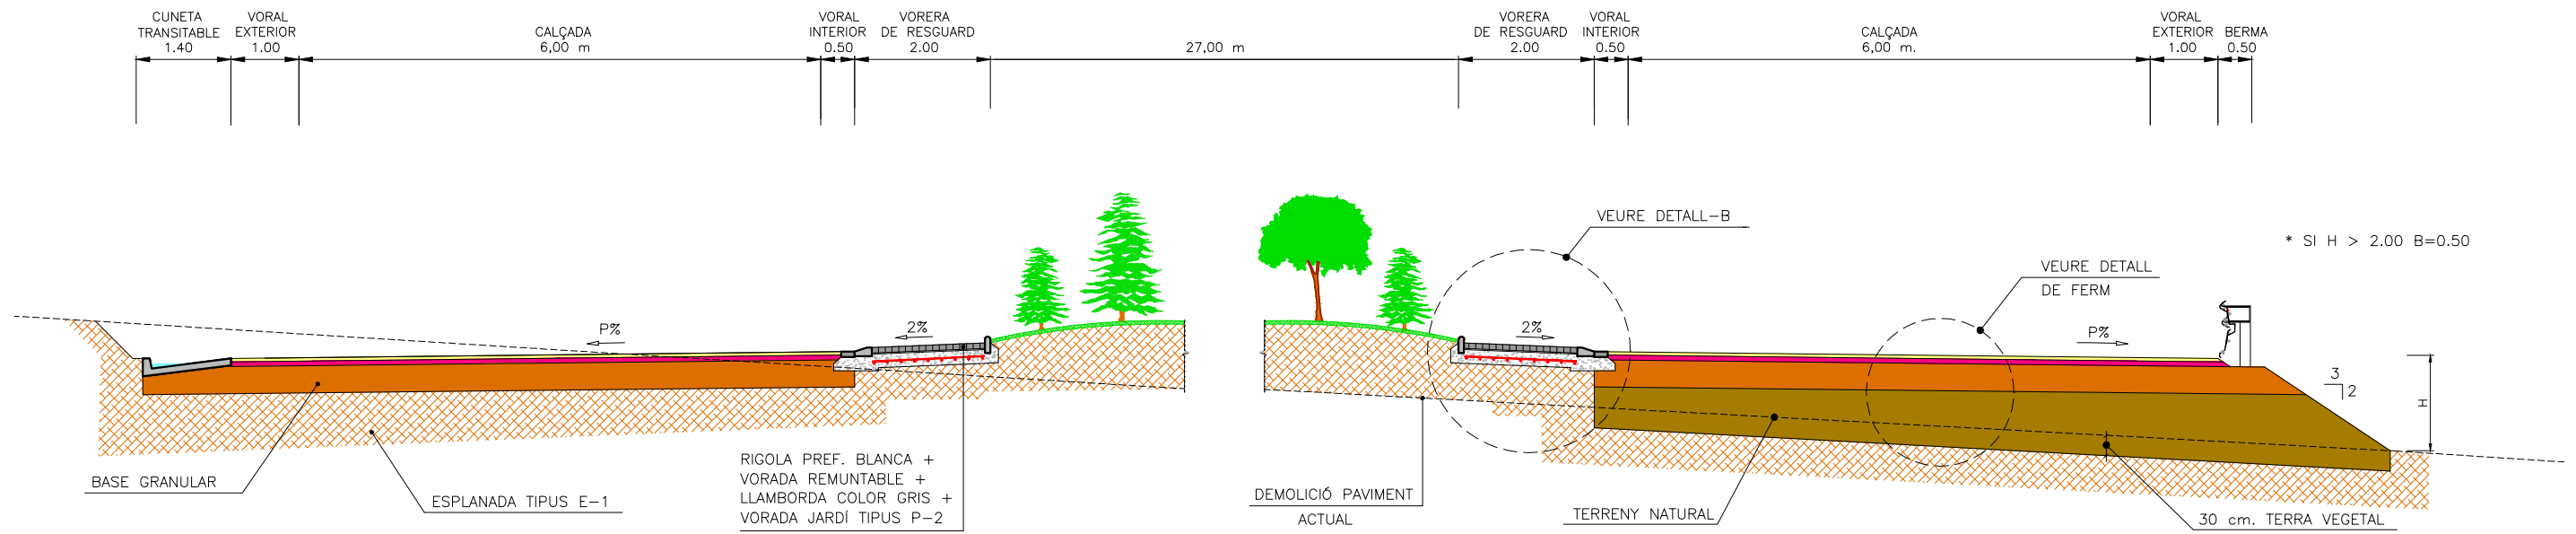 CUNETA
TRANSITABLE
1.40
VORAL
EXTERIOR
1.00
CALÇADA
6,00 m
VORAL
INTERIOR
0.50
VORERA
DE RESGUARD
2.00
27,00 m
VORERA
DE RESGUARD
2.00
VORAL
INTERIOR
0.50
CALÇADA
6,00 m.
VORAL
EXTERIOR
1.00
BERMA
0.50
VEURE DETALL-B
* SI H > 2.00 B=0.50
VEURE DETALL
DE FERM
P%
2%
2%
P%
3
2
H
BASE GRANULAR
ESPLANADA TIPUS E-1
RIGOLA PREF. BLANCA +
VORADA REMUNTABLE +
LLAMBORDA COLOR GRIS +
VORADA JARDÍ TIPUS P-2
DEMOLICIÓ PAVIMENT
ACTUAL
TERRENY NATURAL
30 cm. TERRA VEGETAL